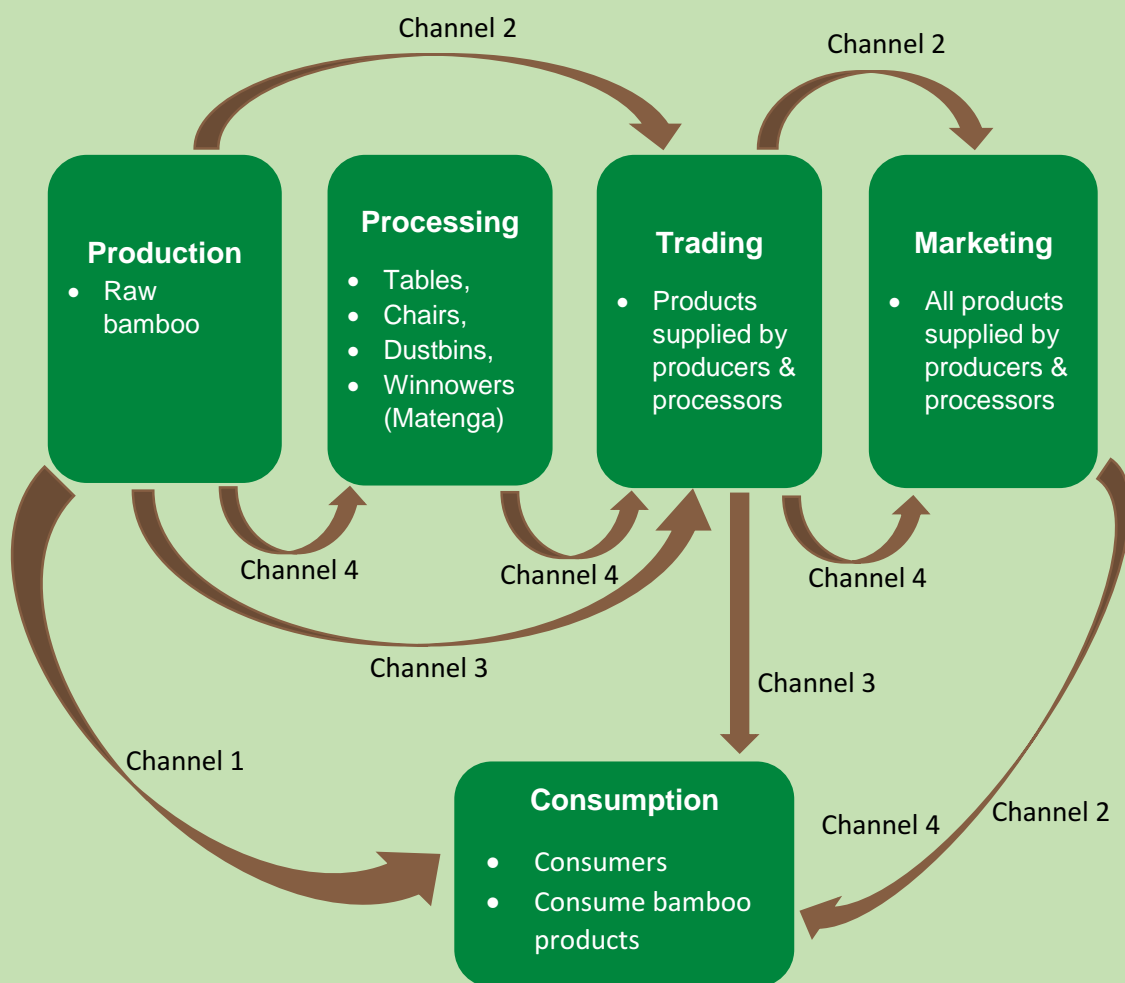 Channel 2
Channel 2
Production
• Raw
bamboo
Processing
• Tables,
• Chairs,
• Dustbins,
• Winnowers
(Matenga)
Trading
• Products
supplied by
producers &
processors
Marketing
• All products
supplied by
producers &
processors
Channel 4
Channel 4
Channel 4
Channel 3
Channel 3
Channel 1
Channel 4
Channel 2
Consumption
• Consumers
• Consume bamboo
products